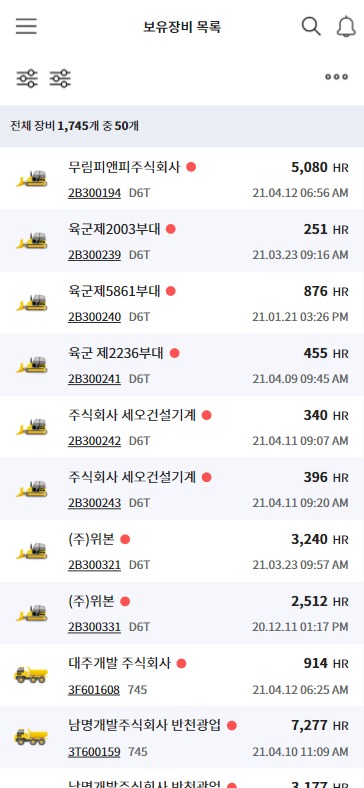 보유장비 목록
전체 장비 1,745개 중 50개
무림피앤피주식회사 5,080 HR
2B300194 D6T 21.04.12 06:56 AM
육군제2003부대 251 HR
2B300239 D6T 21.03.23 09:16 AM
육군제5861부대 876 HR
2B300240 D6T 21.01.21 03:26 PM
육군 제2236부대 455 HR
2B300241 D6T 21.04.09 09:45 AM
주식회사 세오건설기계 340 HR
2B300242 D6T 21.04.11 09:07 AM
주식회사 세오건설기계 396 HR
2B300243 D6T 21.04.11 09:20 AM
(주)위본 3,240 HR
2B300321 D6T 21.03.23 09:57 AM
(주)위본 2,512 HR
2B300331 D6T 20.12.11 01:17 PM
대주개발 주식회사 914 HR
3F601608 745 21.04.12 06:25 AM
남명개발주식회사 반천광업 7,277 HR
3T600159 745 21.04.10 11:09 AM
남명개발주식회사 반천광업 3,177 HR